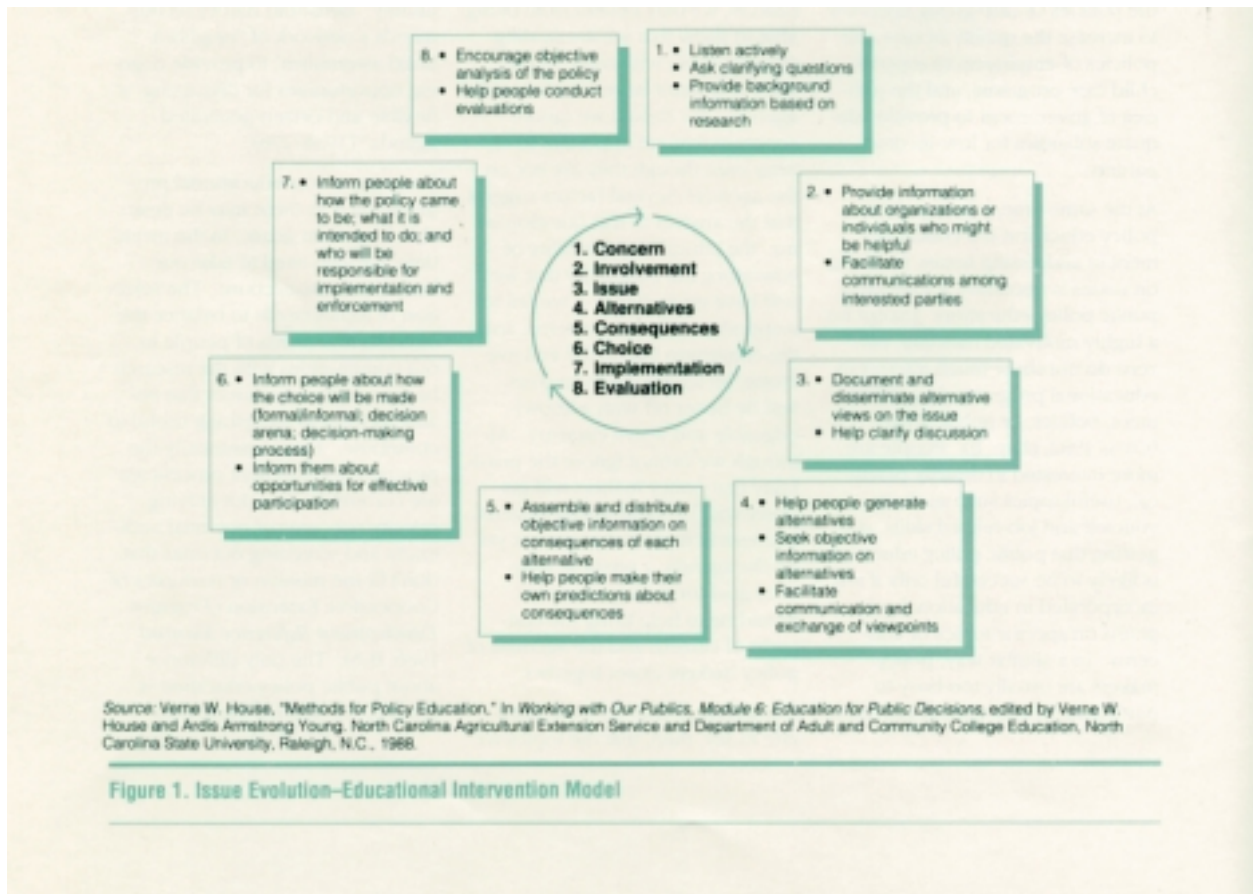 8. • Encourage objective
analysis of the policy
• Help people conduct
evaluations
1. • Listen actively
• Ask clarifying questions
• Provide background
information based on
research
7. • Inform people about
how the policy came
to be; what it is
intended to do; and
who will be
responsible for
implementation and
enforcement
2. • Provide information
about organizations or
individuals who might
be helpful
• Facilitate
communications among
interested parties
1. Concern
2. Involvement
3. Issue
4. Alternatives
5. Consequences
6. Choice
7. Implementation
8. Evaluation
6. • Inform people about how
the choice will be made
(formal/informal; decision
arena; decision-making
process)
• Inform them about
opportunities for effective
participation
3. • Document and
disseminate alternative
views on the issue
• Help clarify discussion
5. • Assemble and distribute
objective information on
consequences of each
alternative
• Help people make their
own predictions about
consequences
4. • Help people generate
alternatives
• Seek objective
information on
alternatives
• Facilitate
communication and
exchange of viewpoints
Source: Verne W. House, "Methods for Policy Education," In Working with Our Publics, Module 6: Education for Public Decisions, edited by Verne W.
House and Ardis Armstrong Young. North Carolina Agricultural Extension Service and Department of Adult and Community College Education, North
Carolina State University, Raleigh, N.C., 1988.
Figure 1. Issue Evolution–Educational Intervention Model